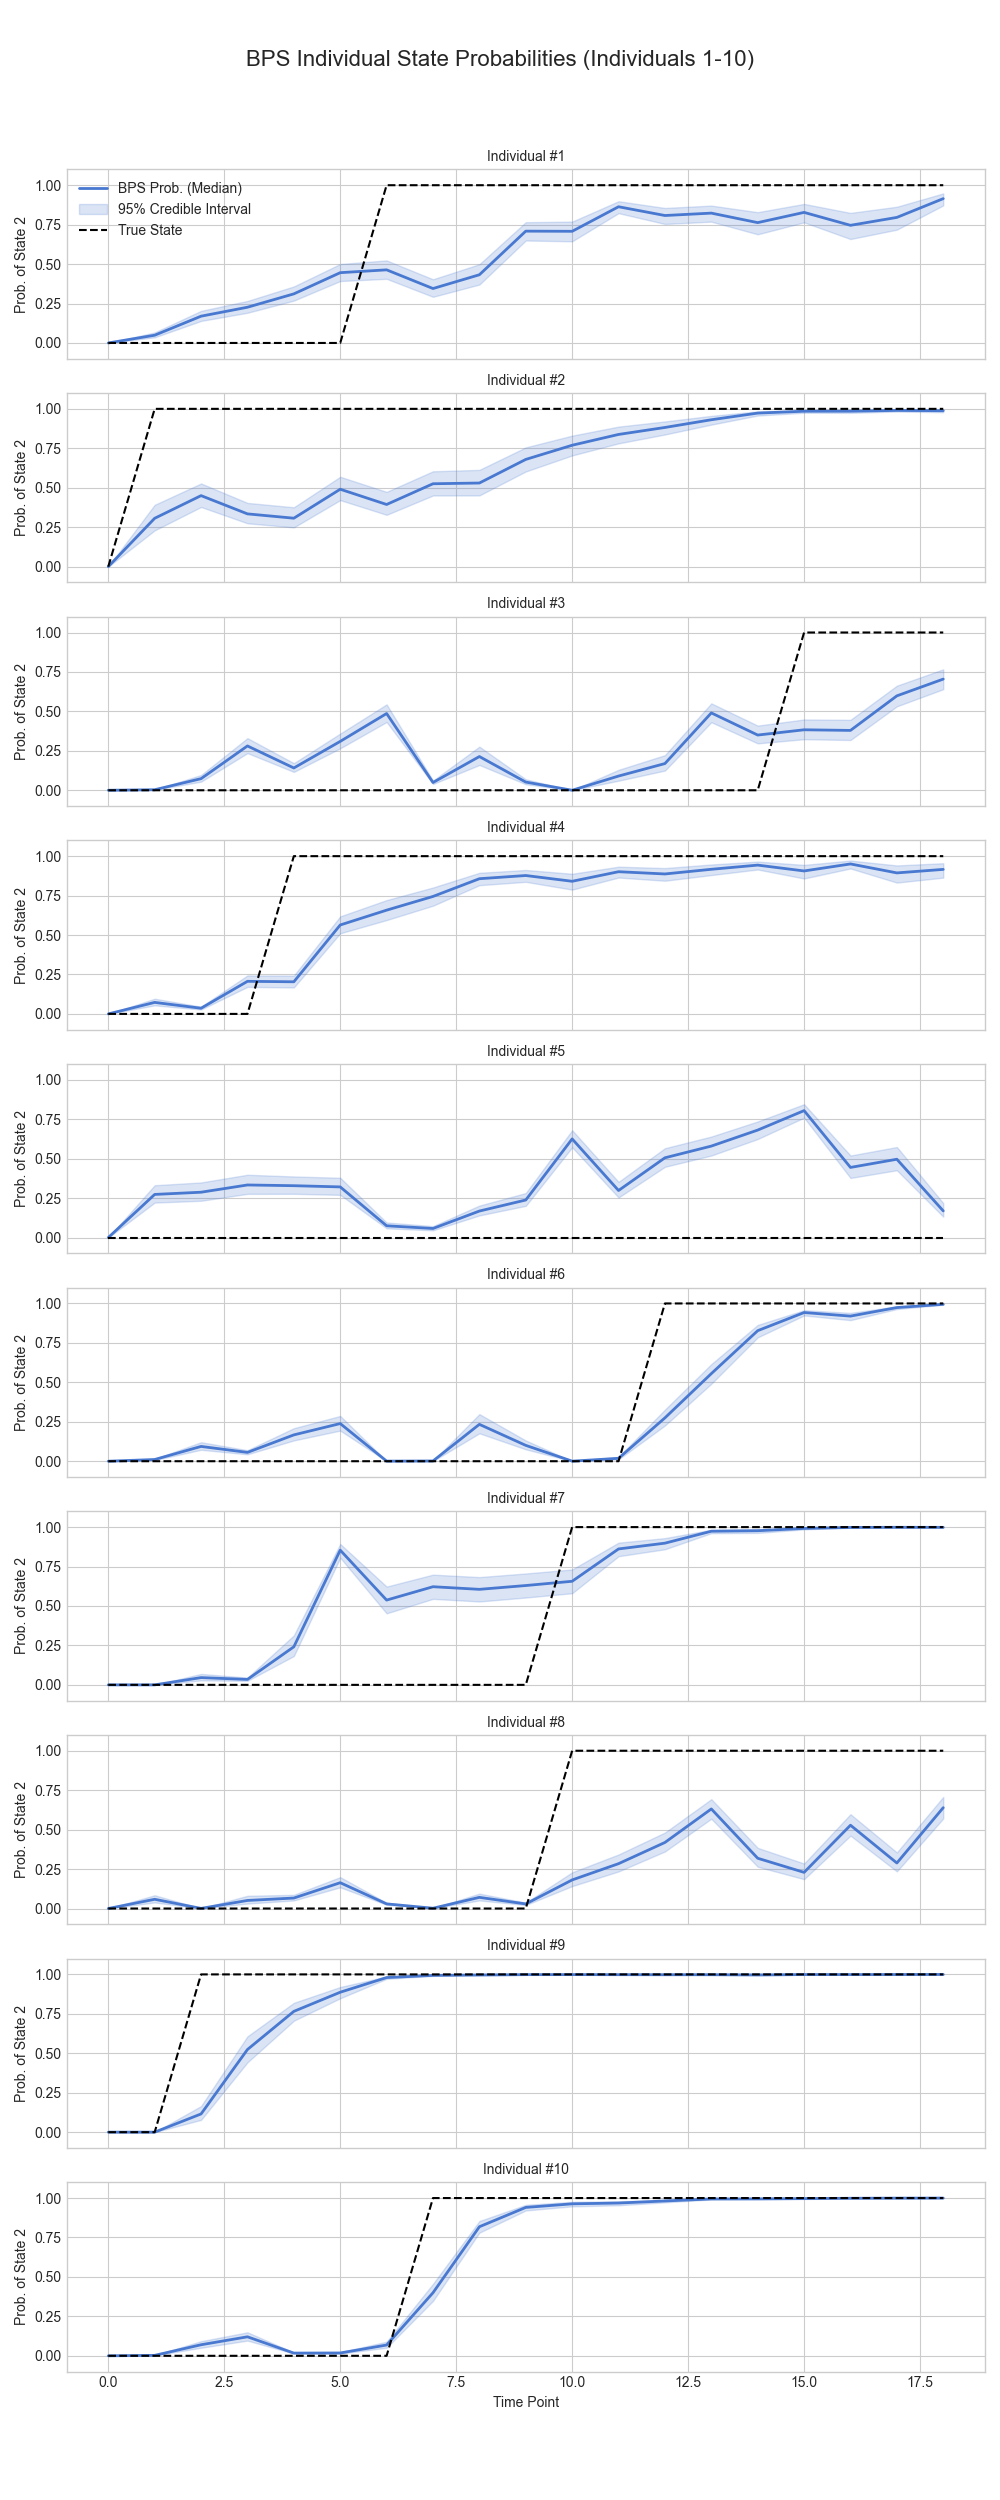 BPS Individual State Probabilities (Individuals 1-10)
Individual #1
Prob. of State 2
1.00
0.75
0.50
0.25
0.00
BPS Prob. (Median)
95% Credible Interval
True State
Individual #2
Prob. of State 2
1.00
0.75
0.50
0.25
0.00
Individual #3
Prob. of State 2
1.00
0.75
0.50
0.25
0.00
Individual #4
Prob. of State 2
1.00
0.75
0.50
0.25
0.00
Individual #5
Prob. of State 2
1.00
0.75
0.50
0.25
0.00
Individual #6
Prob. of State 2
1.00
0.75
0.50
0.25
0.00
Individual #7
Prob. of State 2
1.00
0.75
0.50
0.25
0.00
Individual #8
Prob. of State 2
1.00
0.75
0.50
0.25
0.00
Individual #9
Prob. of State 2
1.00
0.75
0.50
0.25
0.00
Individual #10
Prob. of State 2
1.00
0.75
0.50
0.25
0.00
0.0 2.5 5.0 7.5 10.0 12.5 15.0 17.5
Time Point